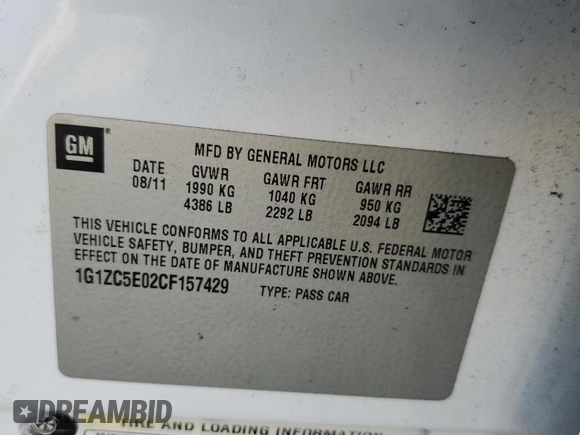 GM ®
MFD BY GENERAL MOTORS LLC
DATE GVWR GAWR FRT GAWR RR
08/11 1990 KG 1040 KG 950 KG
4386 LB 2292 LB 2094 LB
THIS VEHICLE CONFORMS TO ALL APPLICABLE U.S. FEDERAL MOTOR
VEHICLE SAFETY, BUMPER, AND THEFT PREVENTION STANDARDS IN
EFFECT ON THE DATE OF MANUFACTURE SHOWN ABOVE.
1G1ZC5E02CF157429 TYPE: PASS CAR
TIRE AND LOADING INFORMATION
DREAMBID